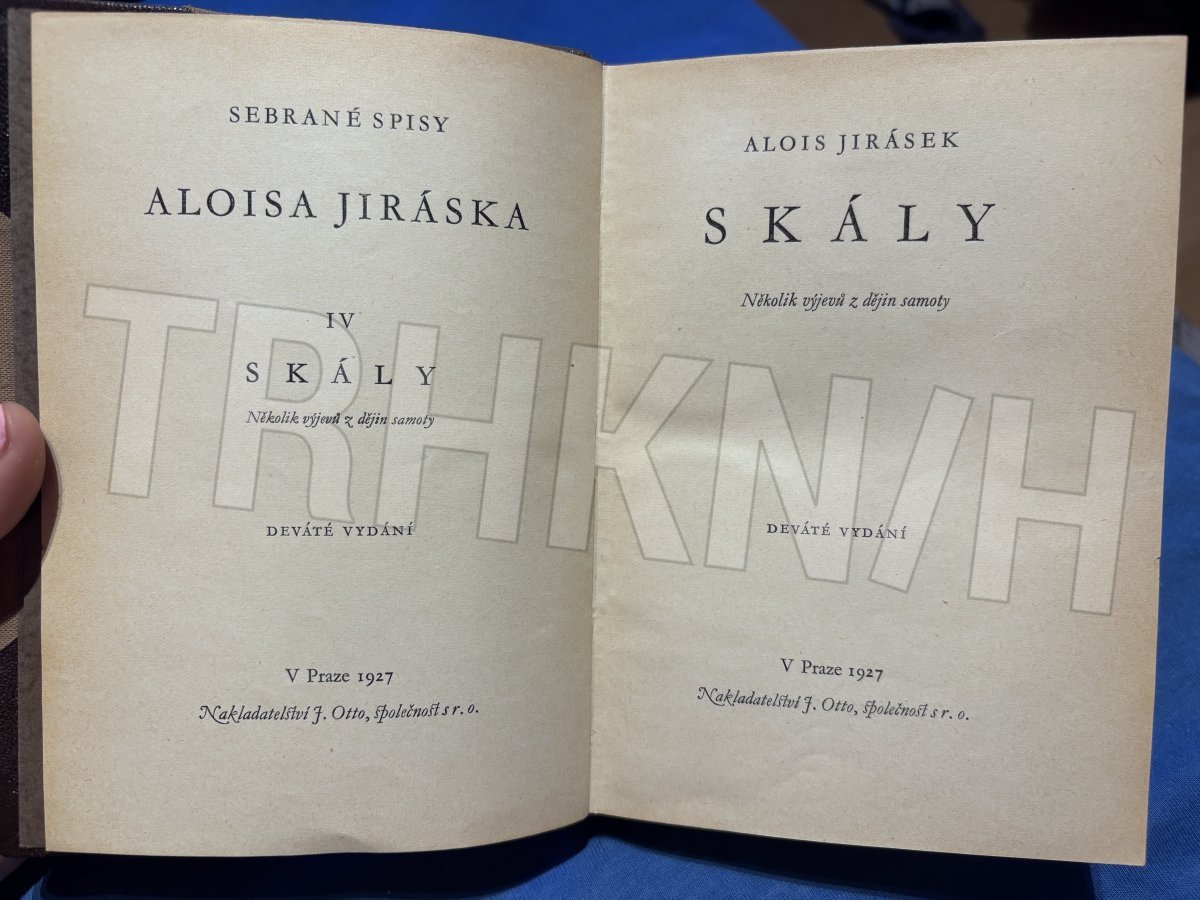 SEBRANÉ SPISY
ALOISA JIRÁSKA
IV
SKÁLY
Několik výjevů z dějin samoty
DEVÁTÉ VYDÁNÍ
V Praze 1927
Nakladatelství J. Otto, společnost s r. o.
ALOIS JIRÁSEK
SKÁLY
Několik výjevů z dějin samoty
DEVÁTÉ VYDÁNÍ
V Praze 1927
Nakladatelství J. Otto, společnost s r. o.
TRHKN/H